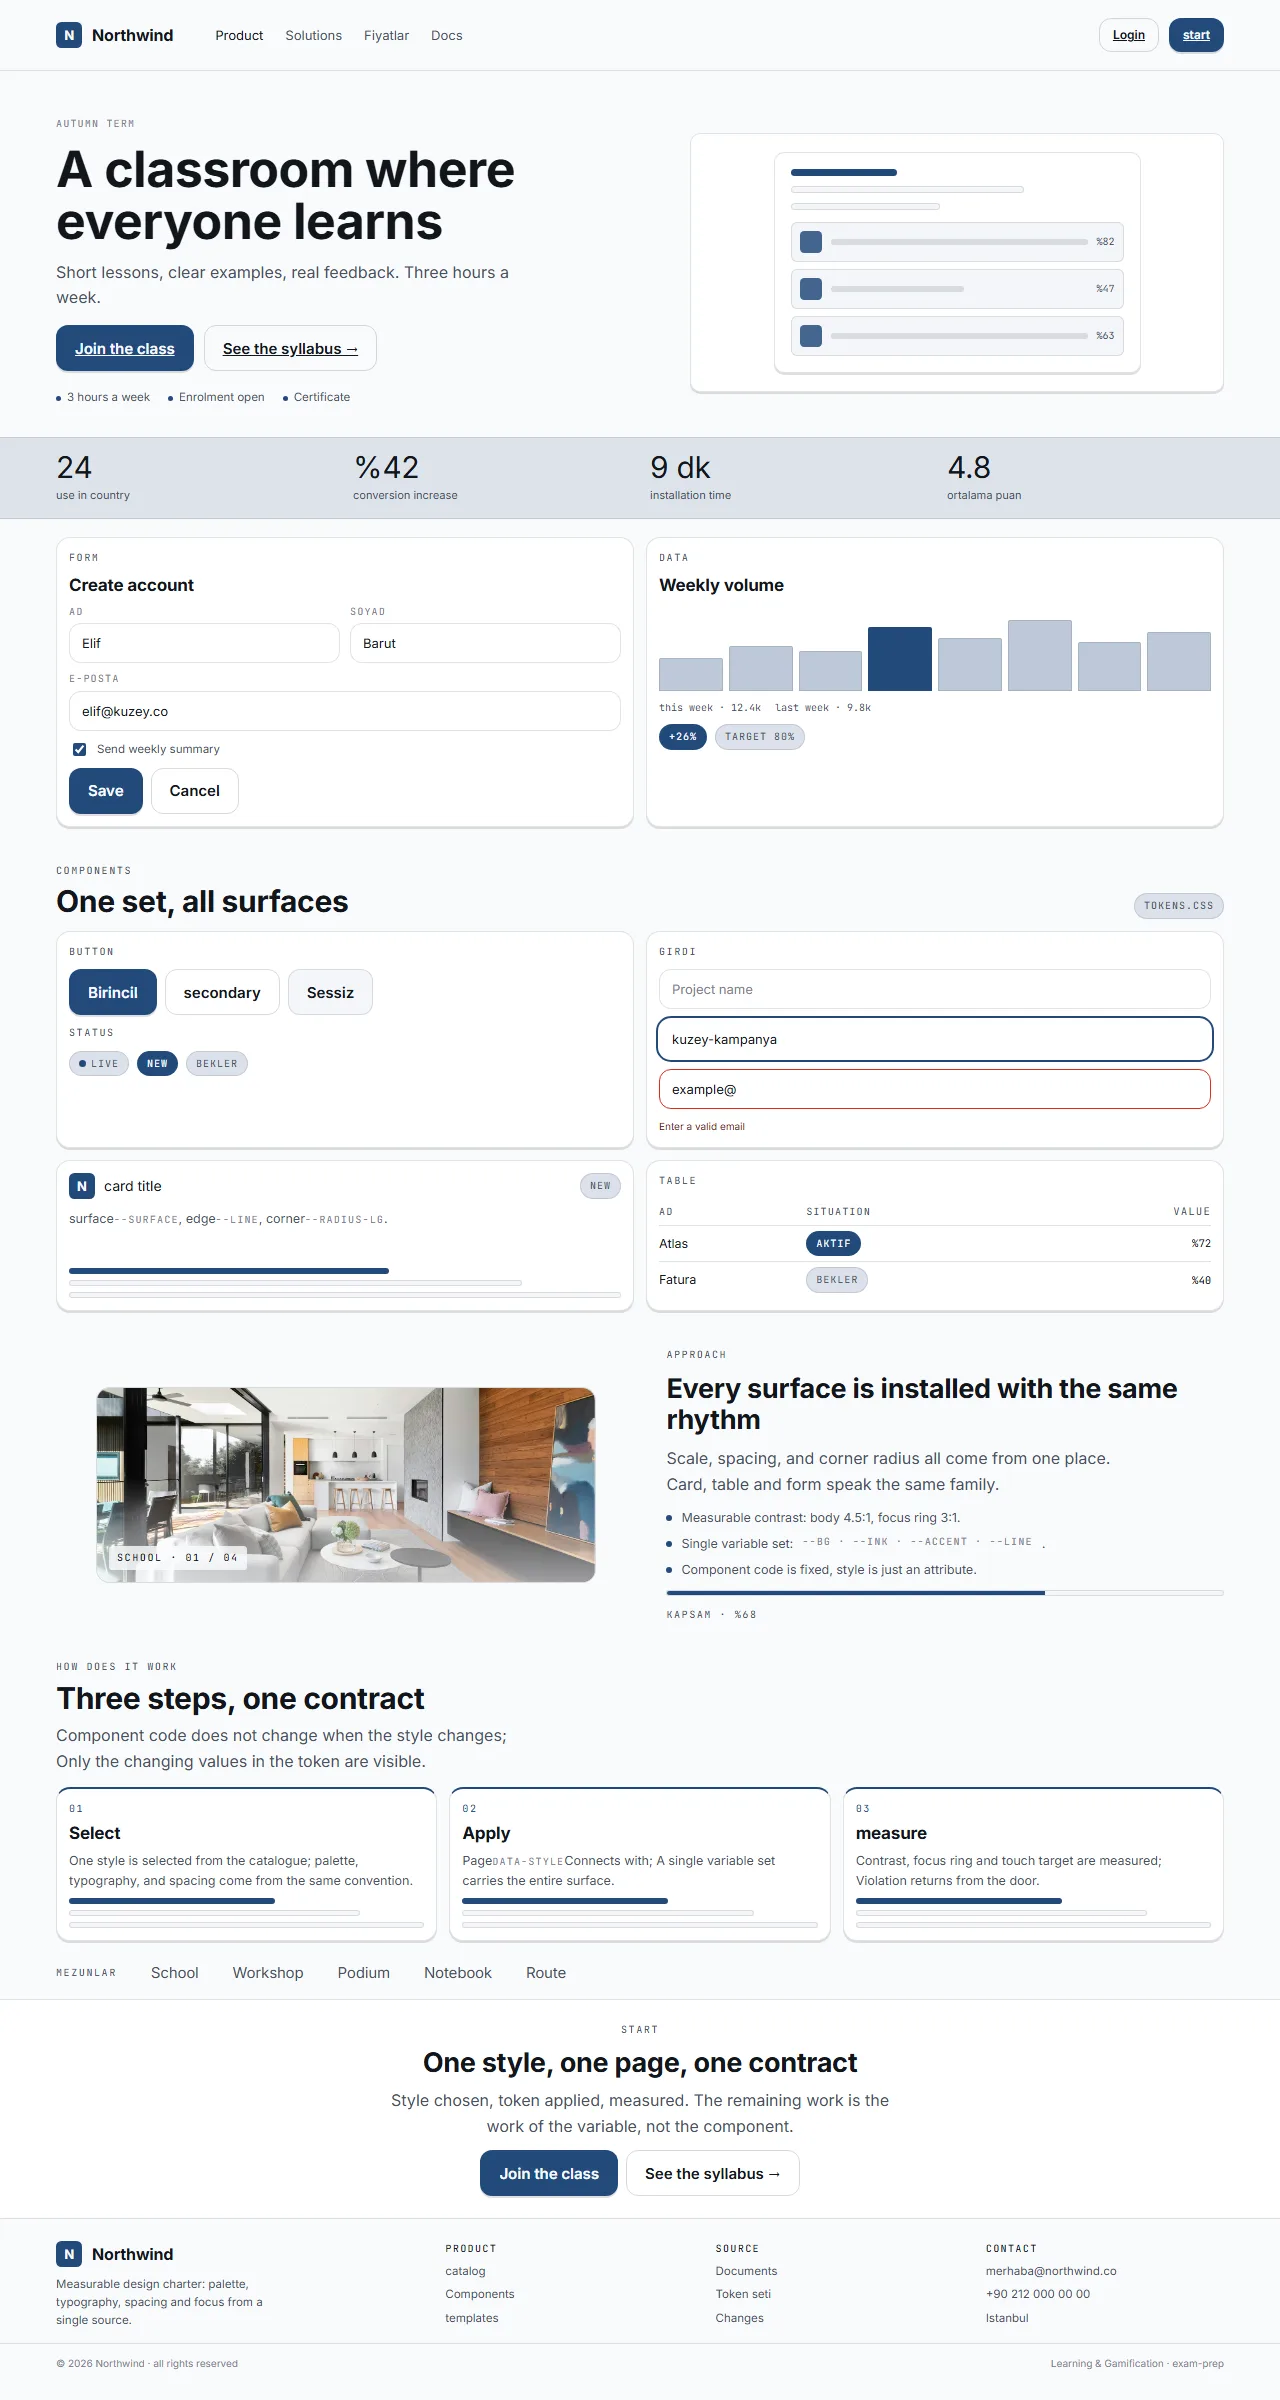 N Northwind Product Solutions Fiyatlar Docs Login start
AUTUMN TERM
A classroom where
everyone learns
Short lessons, clear examples, real feedback. Three hours a
week.
Join the class See the syllabus →
3 hours a week Enrolment open Certificate
%82
%47
%63
24 %42 9 dk 4.8
use in country conversion increase installation time ortalama puan
FORM
Create account
AD SOYAD
Elif Barut
E-POSTA
elif@kuzey.co
Send weekly summary
Save Cancel
DATA
Weekly volume
this week · 12.4k last week · 9.8k
+26% TARGET 80%
COMPONENTS
One set, all surfaces
TOKENS.CSS
BUTTON
Birincil secondary Sessiz
STATUS
LIVE NEW BEKLER
GIRDI
Project name
kuzey-kampanya
example@
Enter a valid email
N card title NEW
surface--SURFACE, edge--LINE, corner--RADIUS-LG.
TABLE
AD SITUATION VALUE
Atlas AKTIF %72
Fatura BEKLER %40
SCHOOL · 01 / 04
APPROACH
Every surface is installed with the same
rhythm
Scale, spacing, and corner radius all come from one place.
Card, table and form speak the same family.
Measurable contrast: body 4.5:1, focus ring 3:1.
Single variable set: --BG · --INK · --ACCENT · --LINE .
Component code is fixed, style is just an attribute.
KAPSAM · %68
HOW DOES IT WORK
Three steps, one contract
Component code does not change when the style changes;
Only the changing values in the token are visible.
01
Select
One style is selected from the catalogue; palette,
typography, and spacing come from the same convention.
02
Apply
PageDATA-STYLEConnects with; A single variable set
carries the entire surface.
03
measure
Contrast, focus ring and touch target are measured;
Violation returns from the door.
MEZUNLAR School Workshop Podium Notebook Route
START
One style, one page, one contract
Style chosen, token applied, measured. The remaining work is the
work of the variable, not the component.
Join the class See the syllabus →
N Northwind
Measurable design charter: palette,
typography, spacing and focus from a
single source.
PRODUCT
catalog
Components
templates
SOURCE
Documents
Token seti
Changes
CONTACT
merhaba@northwind.co
+90 212 000 00 00
Istanbul
© 2026 Northwind · all rights reserved Learning & Gamification · exam-prep